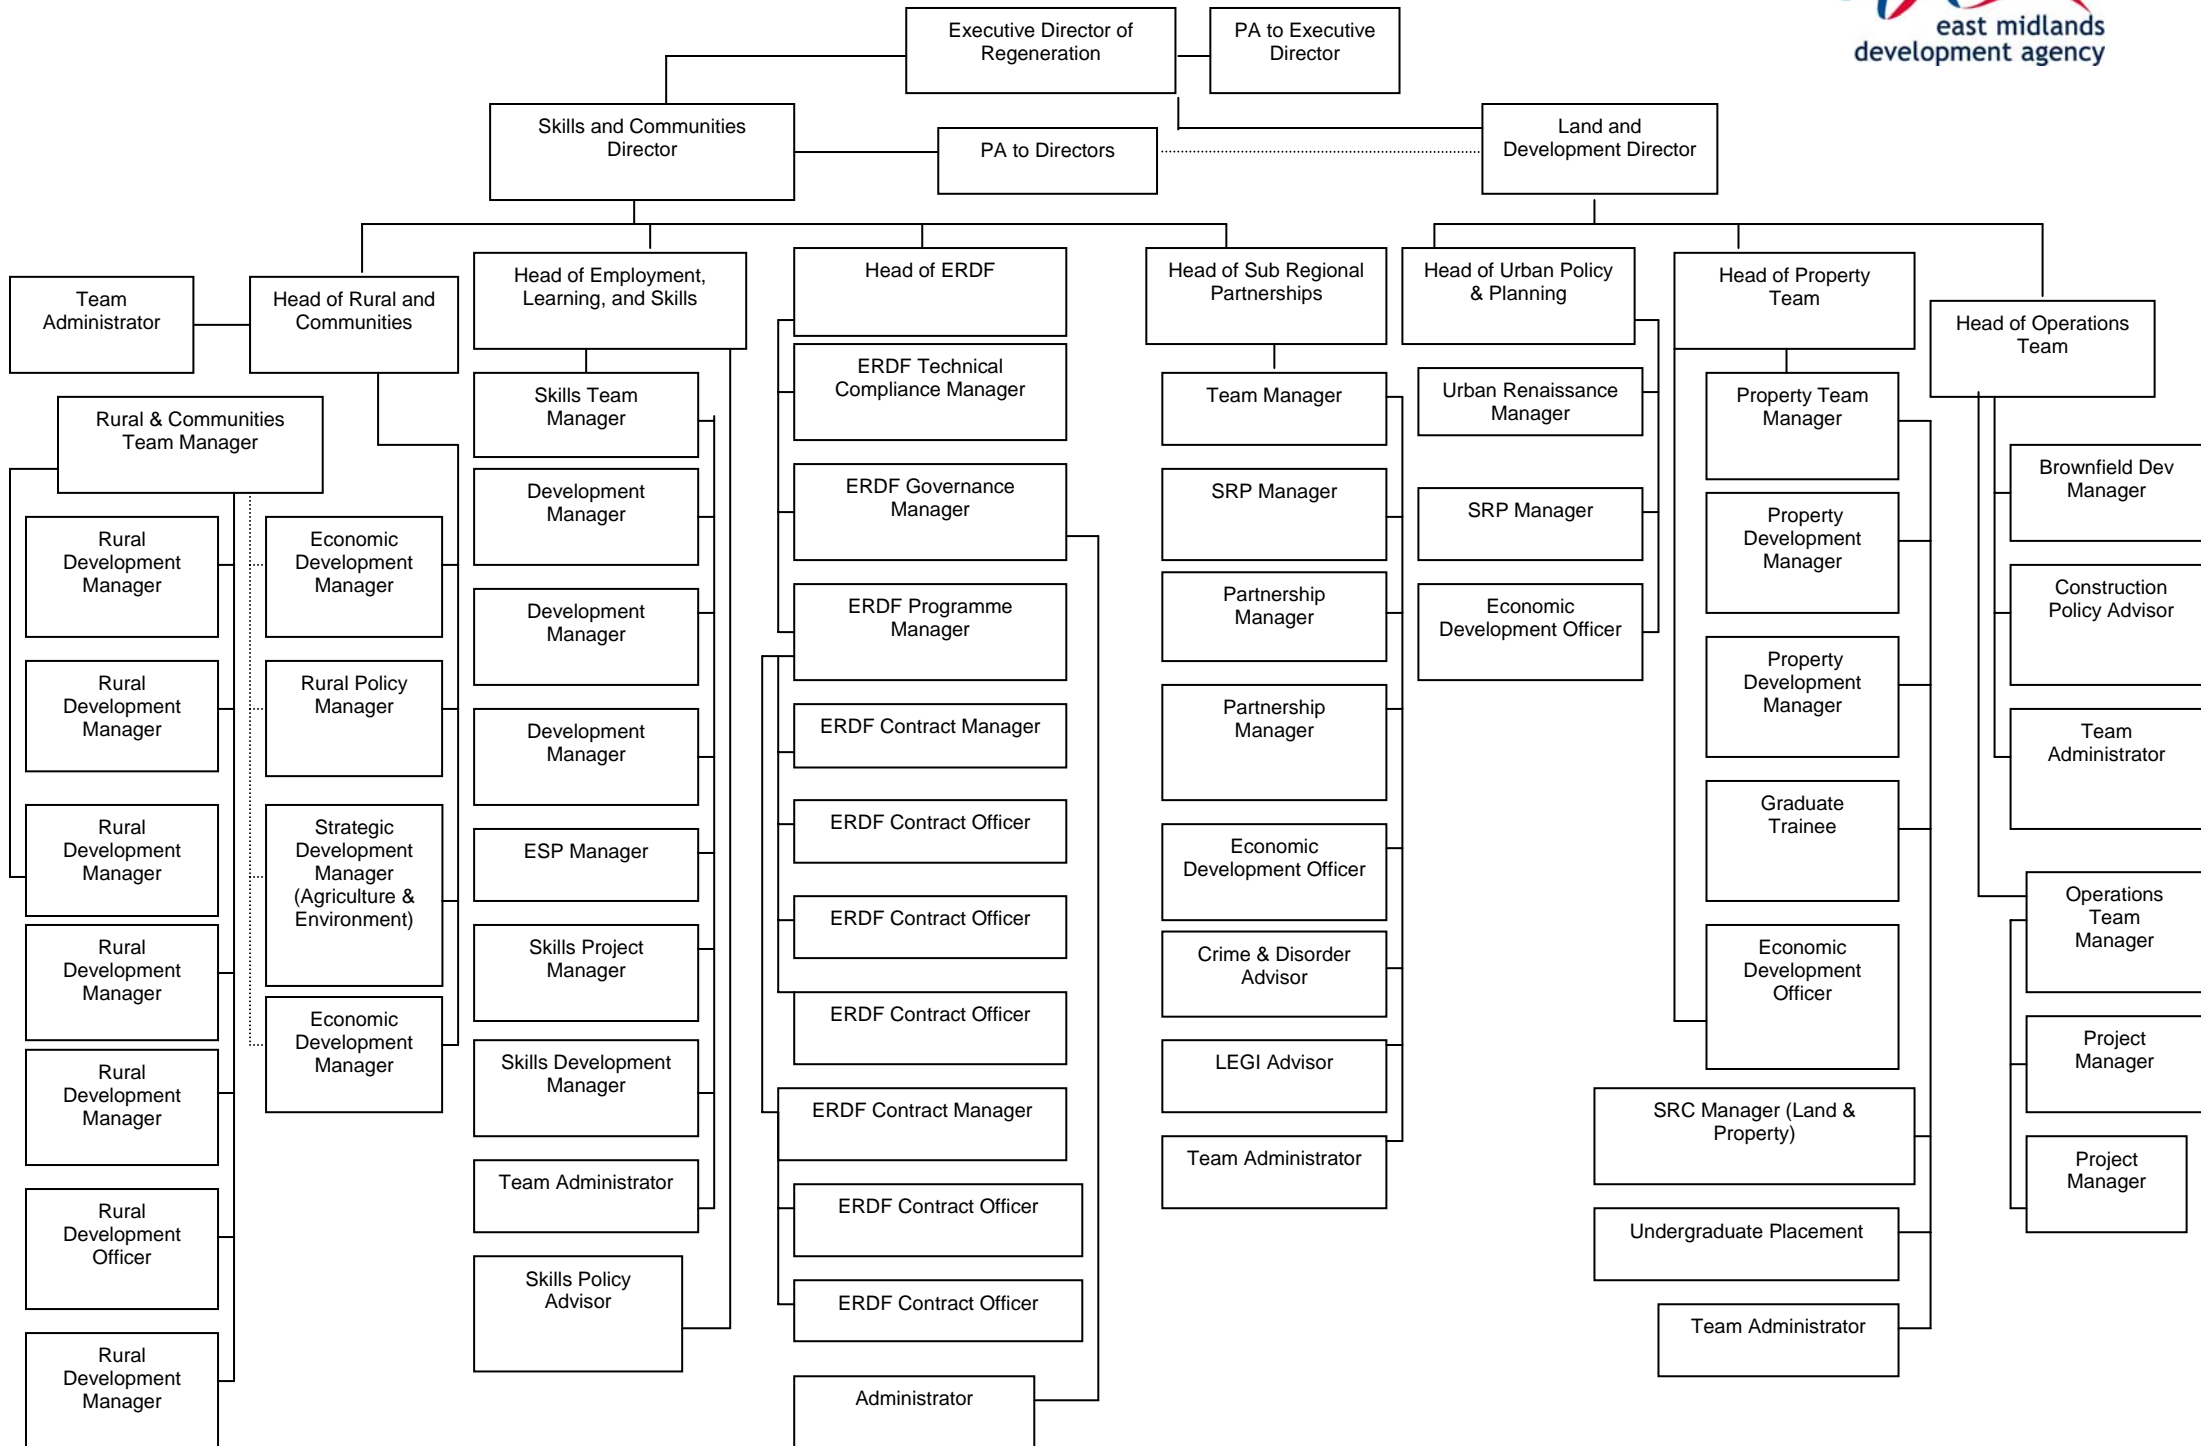 east midlands
development agency
Executive Director of
Regeneration
PA to Executive
Director
Skills and Communities
Director
PA to Directors
Land and
Development Director
Team
Administrator
Head of Rural and
Communities
Head of Employment,
Learning, and Skills
Head of ERDF
Head of Sub Regional
Partnerships
Head of Urban Policy
& Planning
Head of Property
Team
Head of Operations
Team
Rural & Communities
Team Manager
Rural
Development
Manager
Rural
Development
Manager
Rural
Development
Manager
Rural
Development
Manager
Rural
Development
Manager
Rural
Development
Officer
Rural
Development
Manager
Economic
Development
Manager
Rural Policy
Manager
Strategic
Development
Manager
(Agriculture &
Environment)
Economic
Development
Manager
Skills Team
Manager
Development
Manager
Development
Manager
Development
Manager
ESP Manager
Skills Project
Manager
Skills Development
Manager
Team Administrator
Skills Policy
Advisor
ERDF Technical
Compliance Manager
ERDF Governance
Manager
ERDF Programme
Manager
ERDF Contract Manager
ERDF Contract Officer
ERDF Contract Officer
ERDF Contract Officer
ERDF Contract Manager
ERDF Contract Officer
ERDF Contract Officer
Administrator
Team Manager
SRP Manager
Partnership
Manager
Partnership
Manager
Economic
Development Officer
Crime & Disorder
Advisor
LEGI Advisor
Team Administrator
Urban Renaissance
Manager
SRP Manager
Economic
Development Officer
Property Team
Manager
Property
Development
Manager
Property
Development
Manager
Graduate
Trainee
Economic
Development
Officer
SRC Manager (Land &
Property)
Undergraduate Placement
Team Administrator
Brownfield Dev
Manager
Construction
Policy Advisor
Team
Administrator
Operations
Team
Manager
Project
Manager
Project
Manager